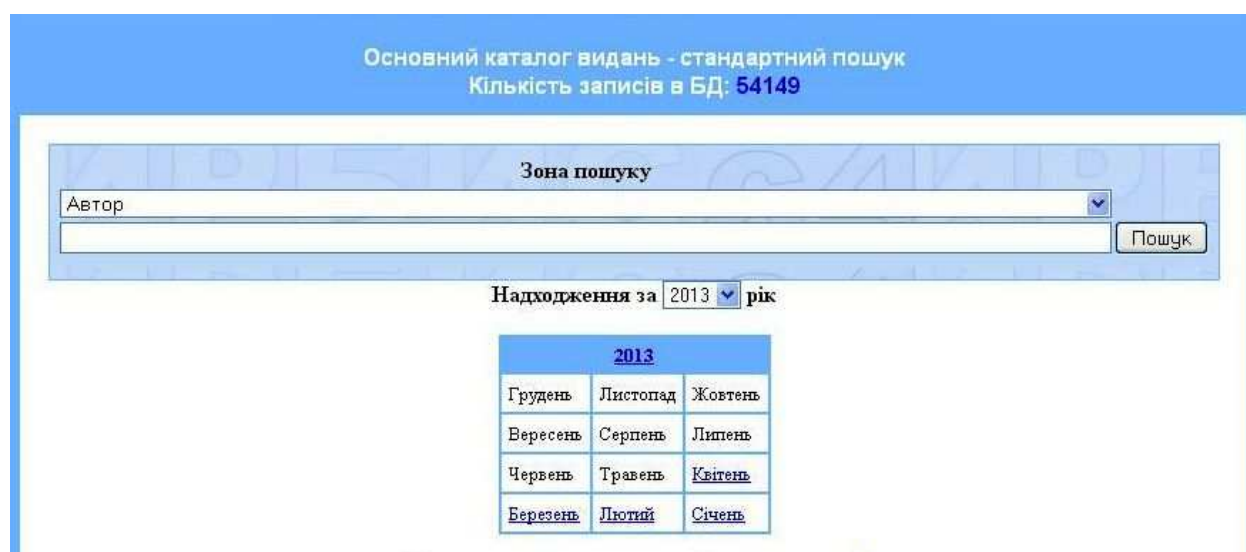 Основний каталог видань - стандартний пошук
Кількість записів в БД: 54149
Зона пошуку
Автор
Пошук
Надходження за 2013 рік
2013
Грудень Листопад Жовтень
Вересень Серпень Липень
Червень Травень Квітень
Березень Лютий Січень